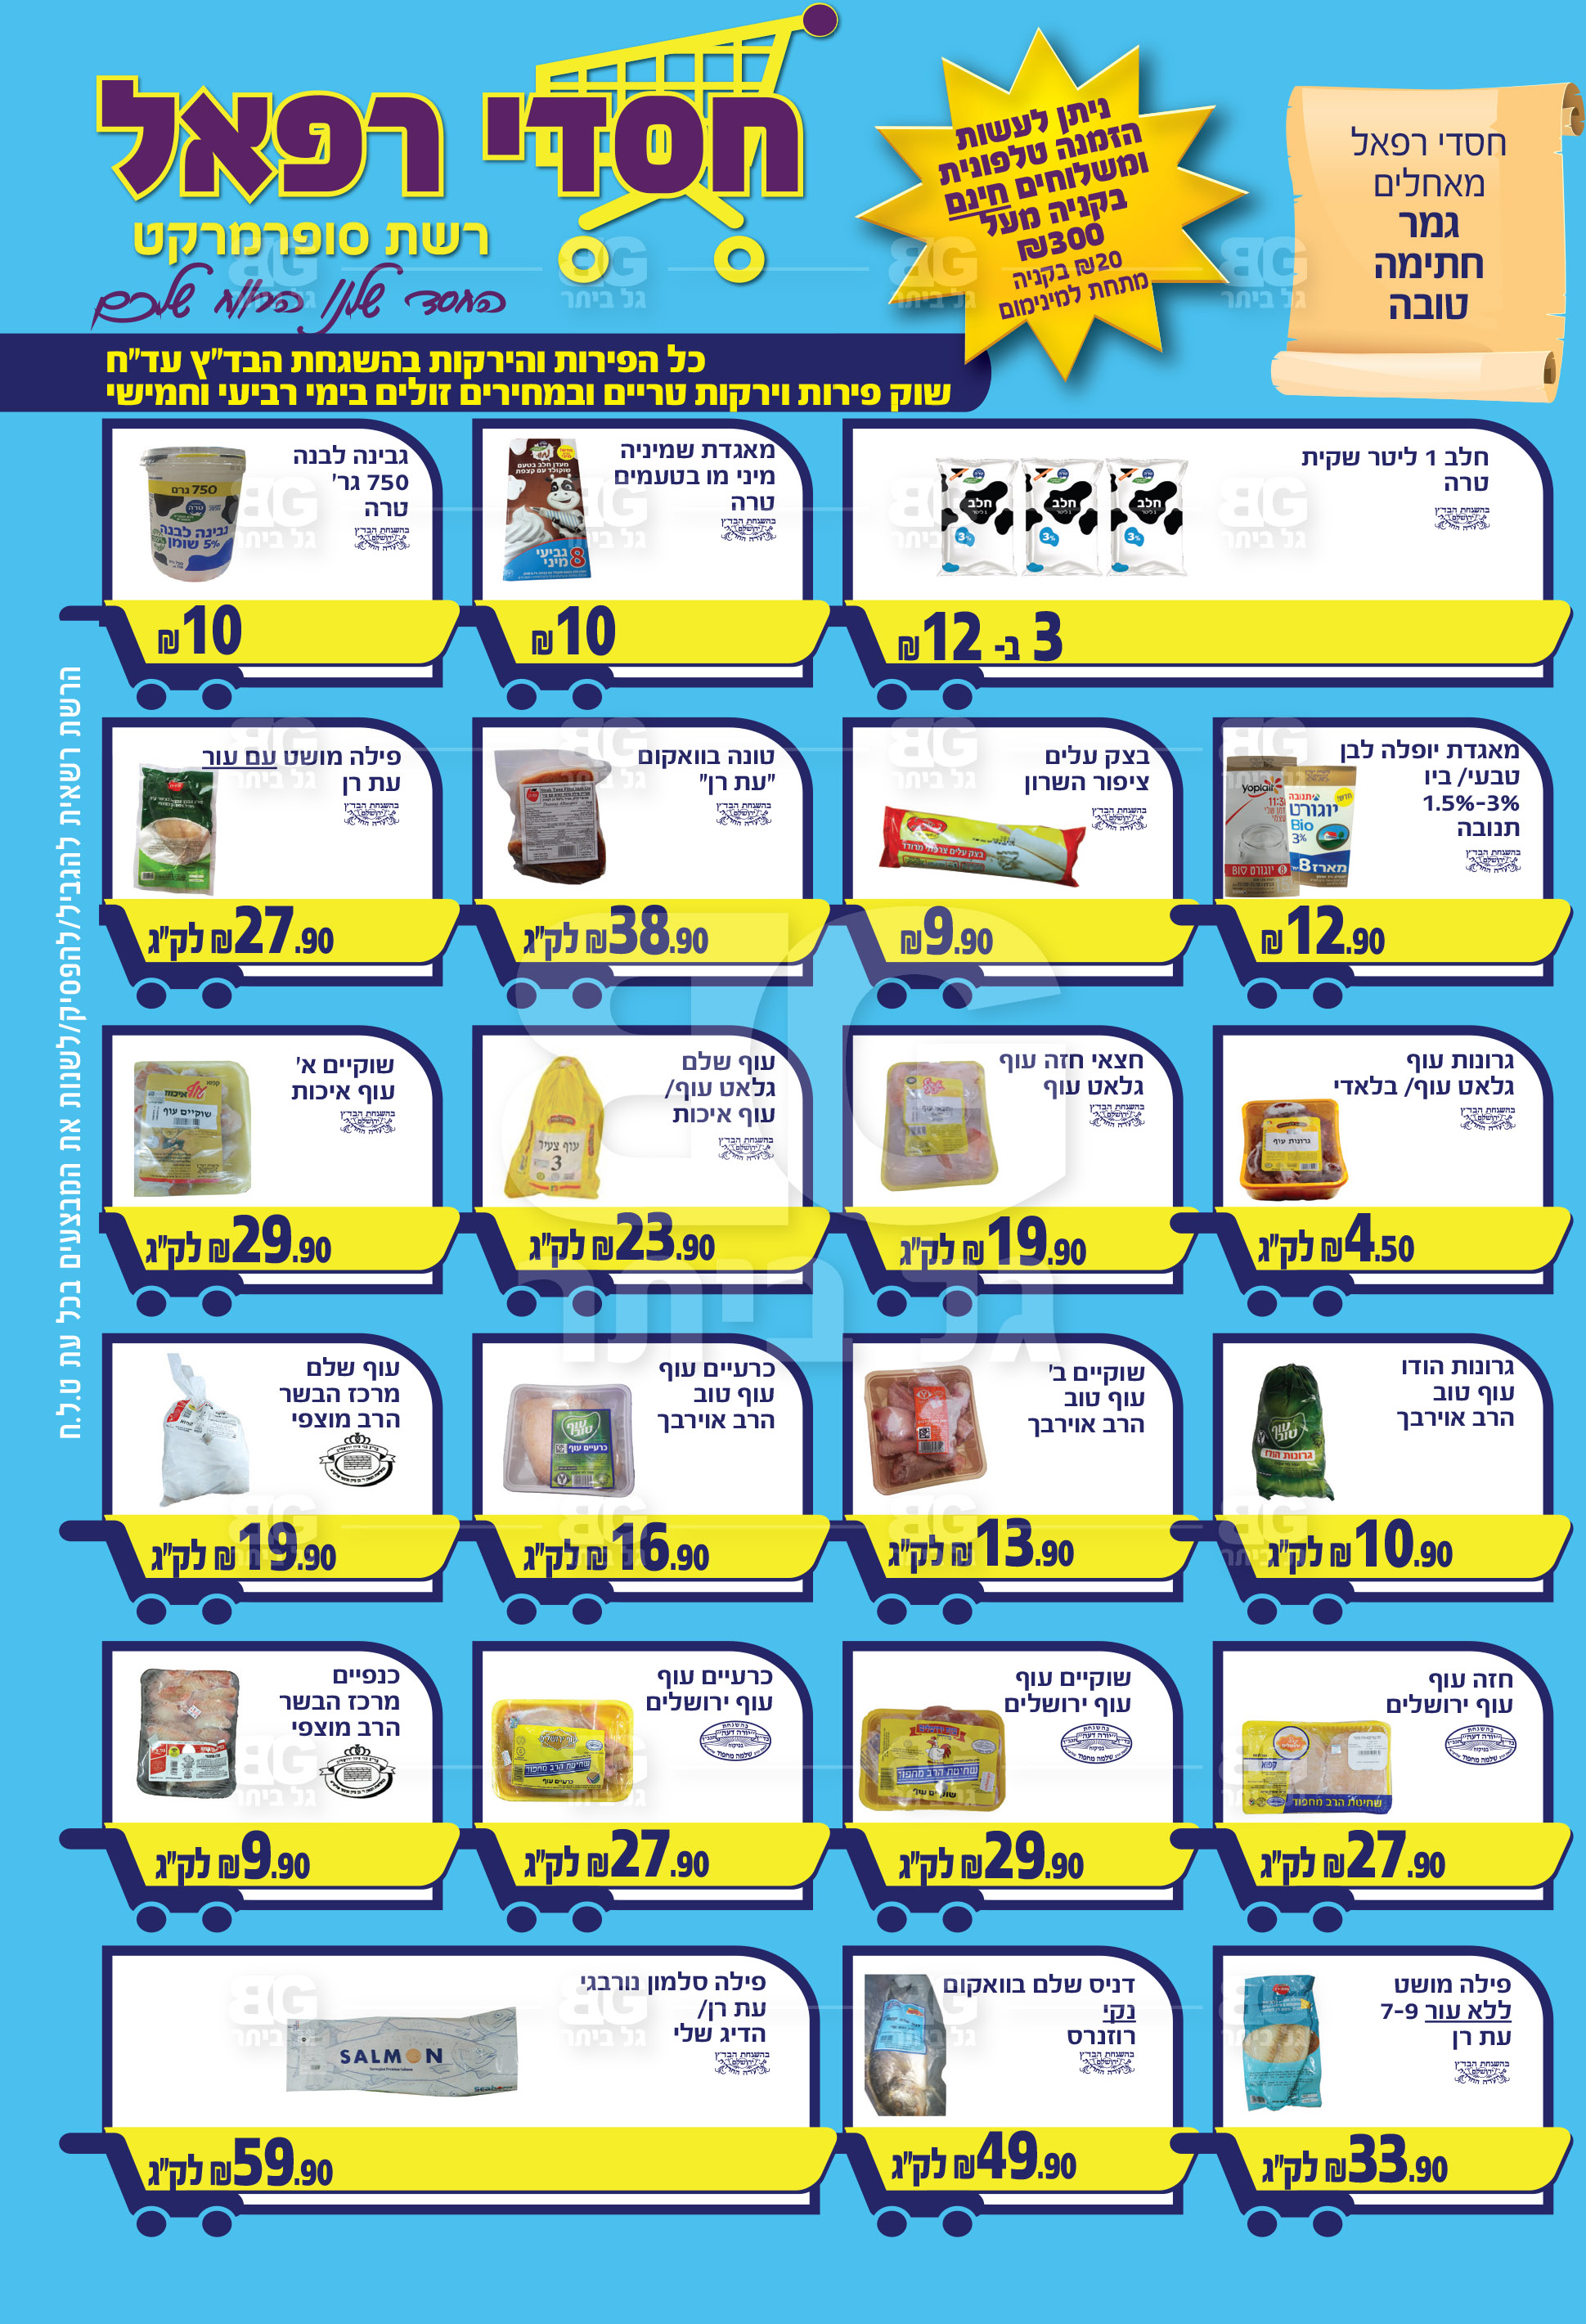 חסדי רפאל
רשת סופרמרקט
החסד שלנו הרווח שלכם
ניתן לעשות
הזמנה טלפונית
ומשלוחים חינם
בקניה מעל
300₪
20₪ בקניה
מתחת למינימום
חסדי רפאל
מאחלים
גמר
חתימה
טובה
כל הפירות והירקות בהשגחת הבד"ץ עד"ח
שוק פירות וירקות טריים ובמחירים זולים בימי רביעי וחמישי
חלב 1 ליטר שקית
טרה
3 ב- 12 ₪
מאגדת שמיניה
מיני מו בטעמים
טרה
10₪
גבינה לבנה
750 גר'
טרה
10₪
מאגדת יופלה לבן
טבעי/ ביו
1.5%-3%
תנובה
12.90 ₪
בצק עלים
ציפור השרון
9.90₪
טונה בוואקום
"עת רן"
38.90₪ לק"ג
פילה מושט עם עור
עת רן
27.90₪ לק"ג
גרונות עוף
גלאט עוף/ בלאדי
4.50₪ לק"ג
חצאי חזה עוף
גלאט עוף
19.90 ₪ לק"ג
עוף שלם
גלאט עוף/
עוף איכות
23.90₪ לק"ג
שוקיים א'
עוף איכות
29.90₪ לק"ג
גרונות הודו
עוף טוב
הרב אוירבך
10.90₪ לק"ג
שוקיים ב'
עוף טוב
הרב אוירבך
13.90 ₪ לק"ג
כרעיים עוף
עוף טוב
הרב אוירבך
16.90₪ לק"ג
עוף שלם
מרכז הבשר
הרב מוצפי
19.90₪ לק"ג
חזה עוף
עוף ירושלים
27.90₪ לק"ג
שוקיים עוף
עוף ירושלים
29.90₪ לק"ג
כרעיים עוף
עוף ירושלים
27.90₪ לק"ג
כנפיים
מרכז הבשר
הרב מוצפי
9.90₪ לק"ג
פילה מושט
ללא עור 7-9
עת רן
33.90₪ לק"ג
דניס שלם בוואקום
נקי
רוזנרס
49.90₪ לק"ג
פילה סלמון נורבגי
עת רן/
הדיג שלי
SALMON
59.90₪ לק"ג
הרשת רשאית להגביל/להפסיק/לשנות את המבצעים בכל עת ט.ל.ח
BG
גל ביתר